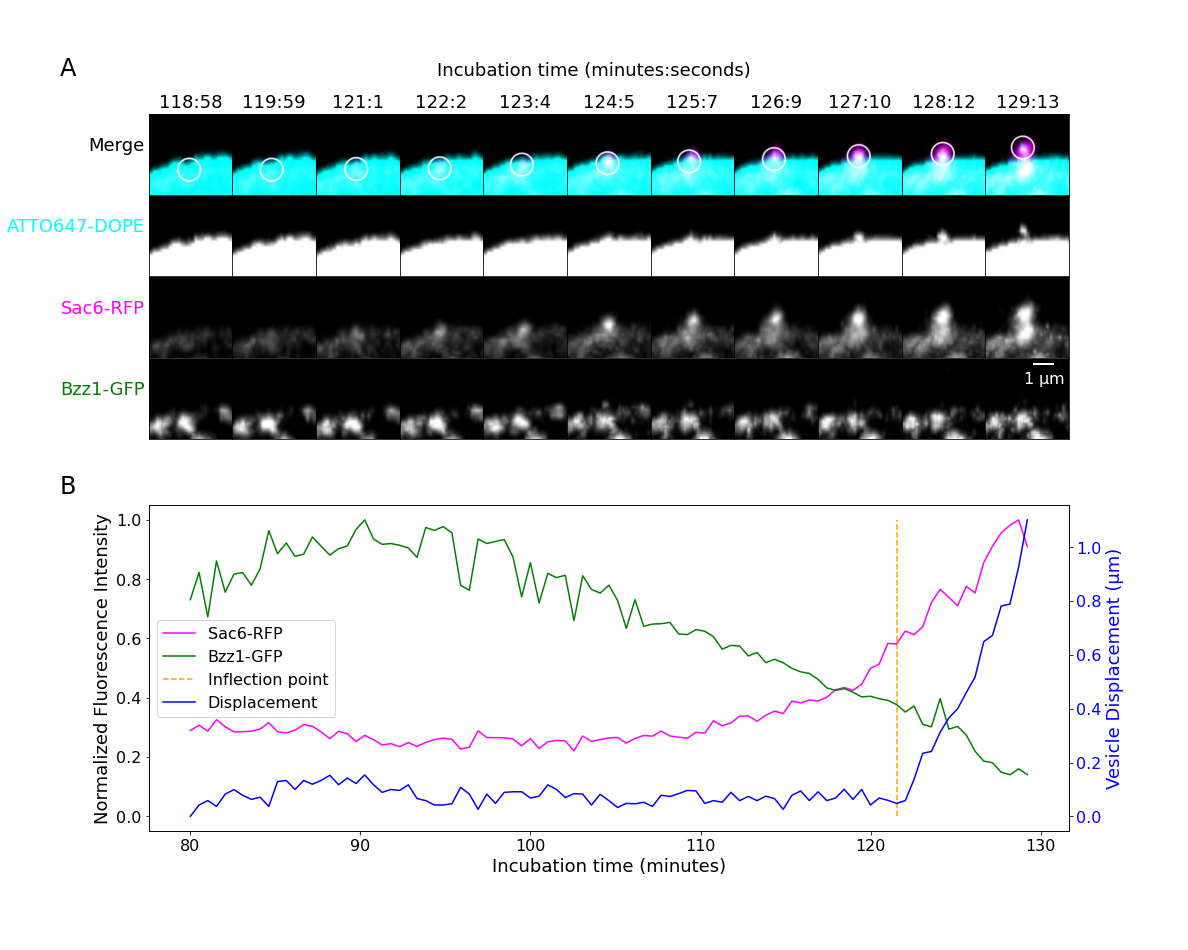 A
Incubation time (minutes:seconds)
118:58 119:59 121:1 122:2 123:4 124:5 125:7 126:9 127:10 128:12 129:13
Merge
ATTO647-DOPE
Sac6-RFP
Bzz1-GFP
1 µm
B
Normalized Fluorescence Intensity
1.0
0.8
0.6
0.4
0.2
0.0
Sac6-RFP
Bzz1-GFP
Inflection point
Displacement
1.0
0.8
0.6
0.4
0.2
0.0
Vesicle Displacement (µm)
80 90 100 110 120 130
Incubation time (minutes)